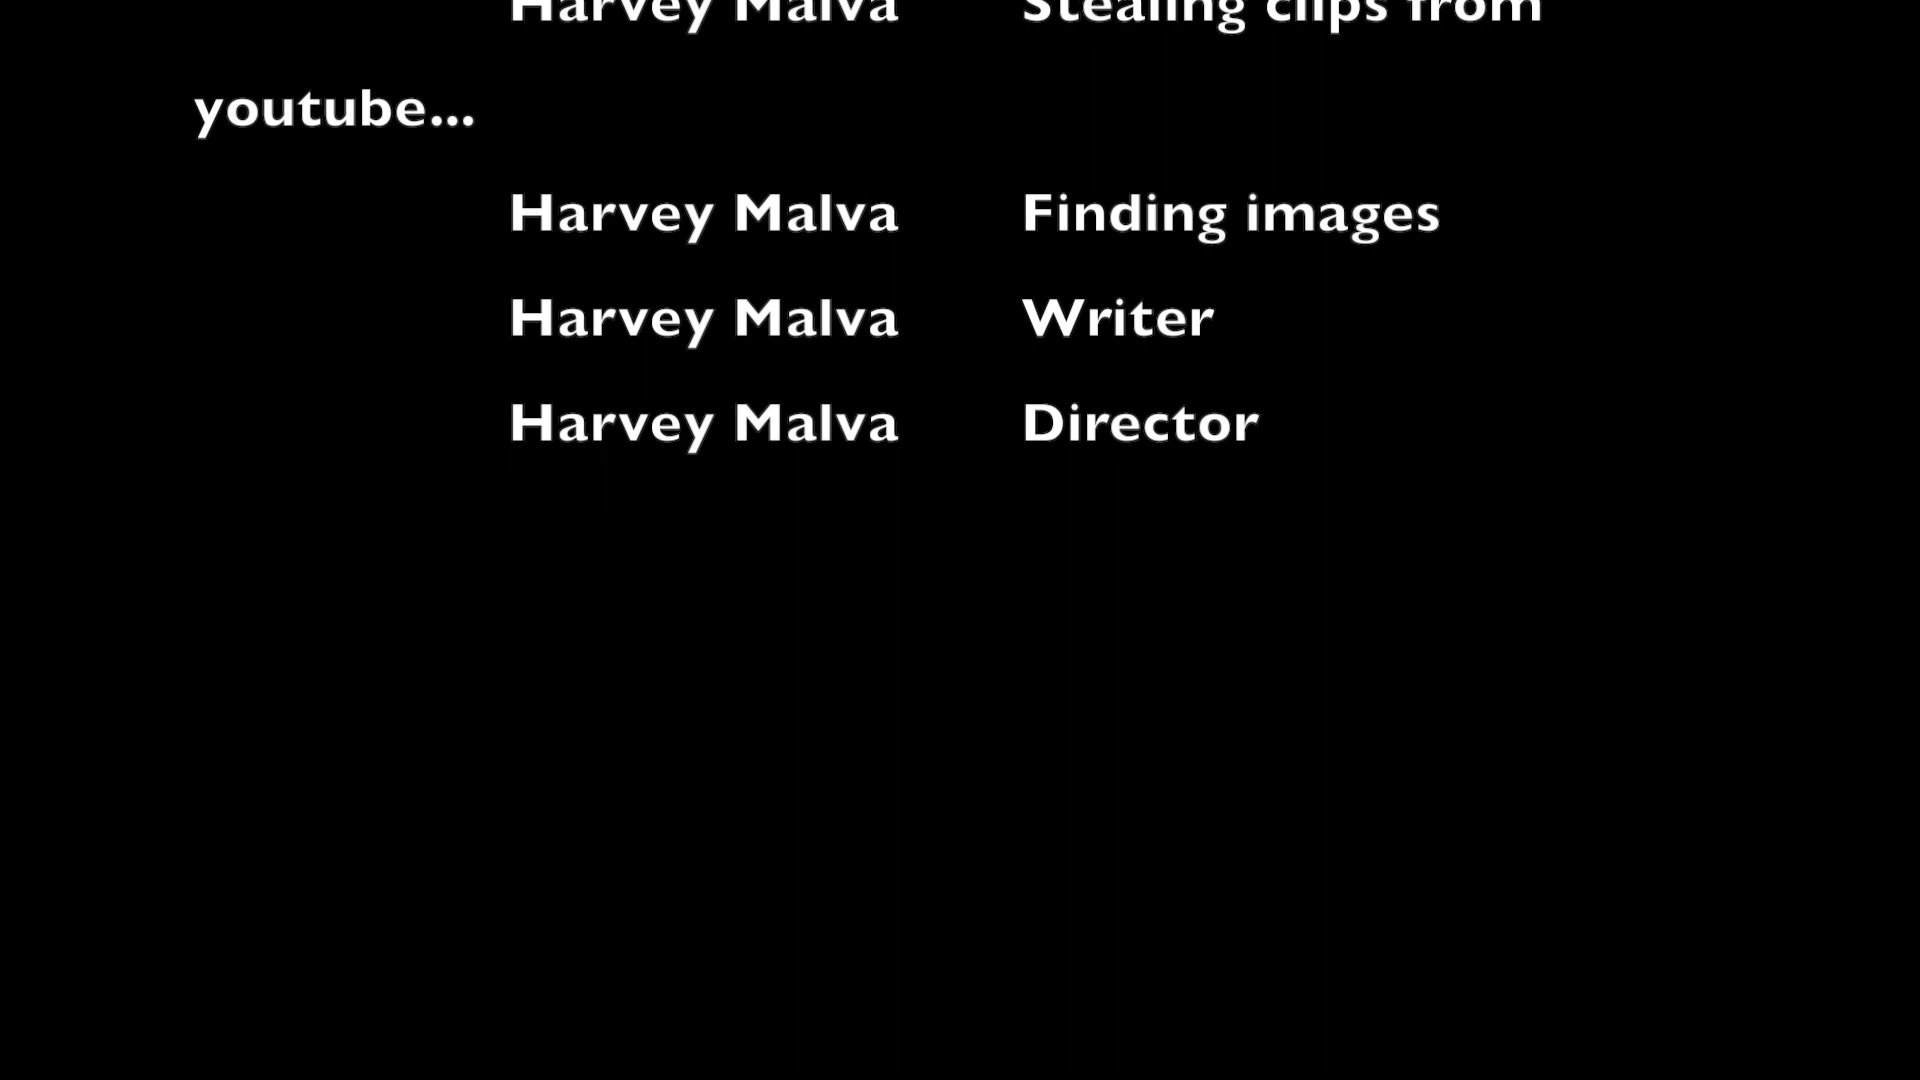 Harvey Malva Stealing clips from
youtube...
Harvey Malva Finding images
Harvey Malva Writer
Harvey Malva Director